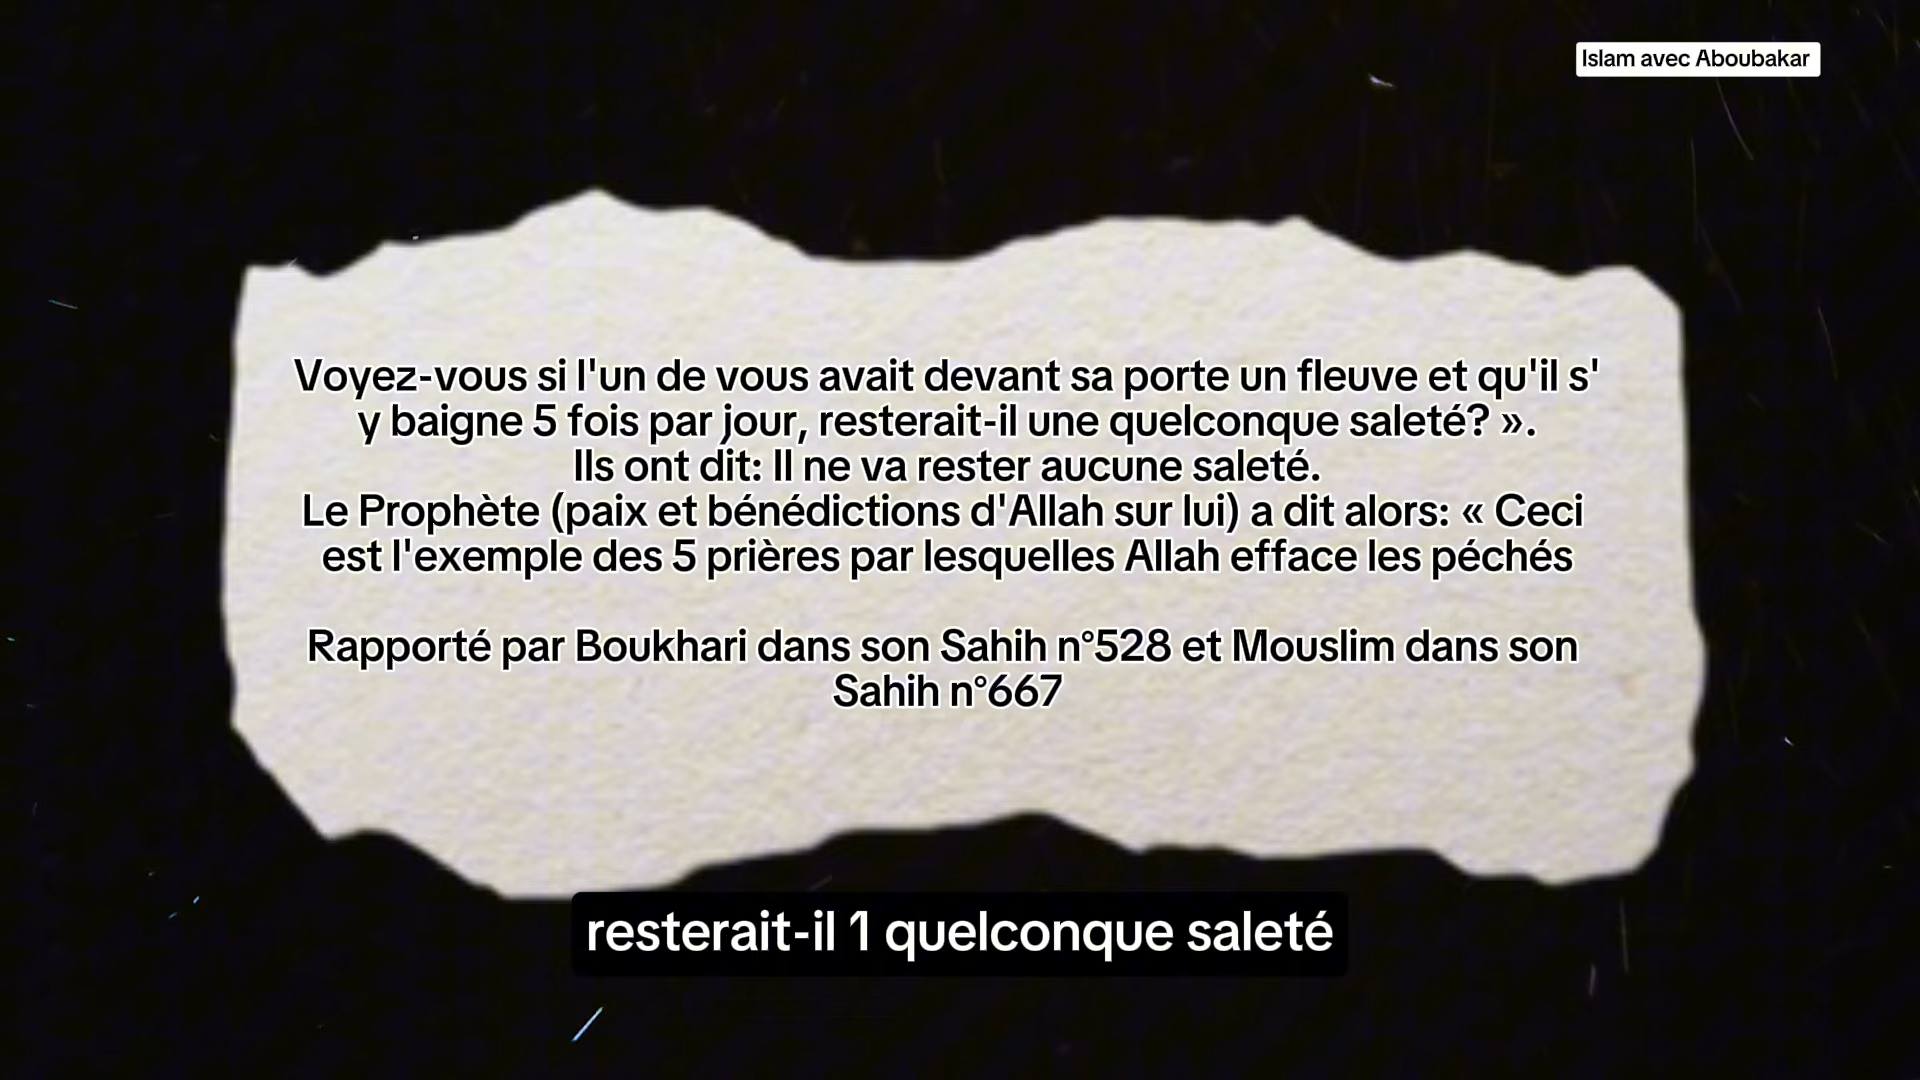 Islam avec Aboubakar
Voyez-vous si l'un de vous avait devant sa porte un fleuve et qu'il s'
y baigne 5 fois par jour, resterait-il une quelconque saleté? ».
Ils ont dit: Il ne va rester aucune saleté.
Le Prophète (paix et bénédictions d'Allah sur lui) a dit alors: « Ceci
est l'exemple des 5 prières par lesquelles Allah efface les péchés
Rapporté par Boukhari dans son Sahih n°528 et Mouslim dans son
Sahih n°667
resterait-il 1 quelconque saleté